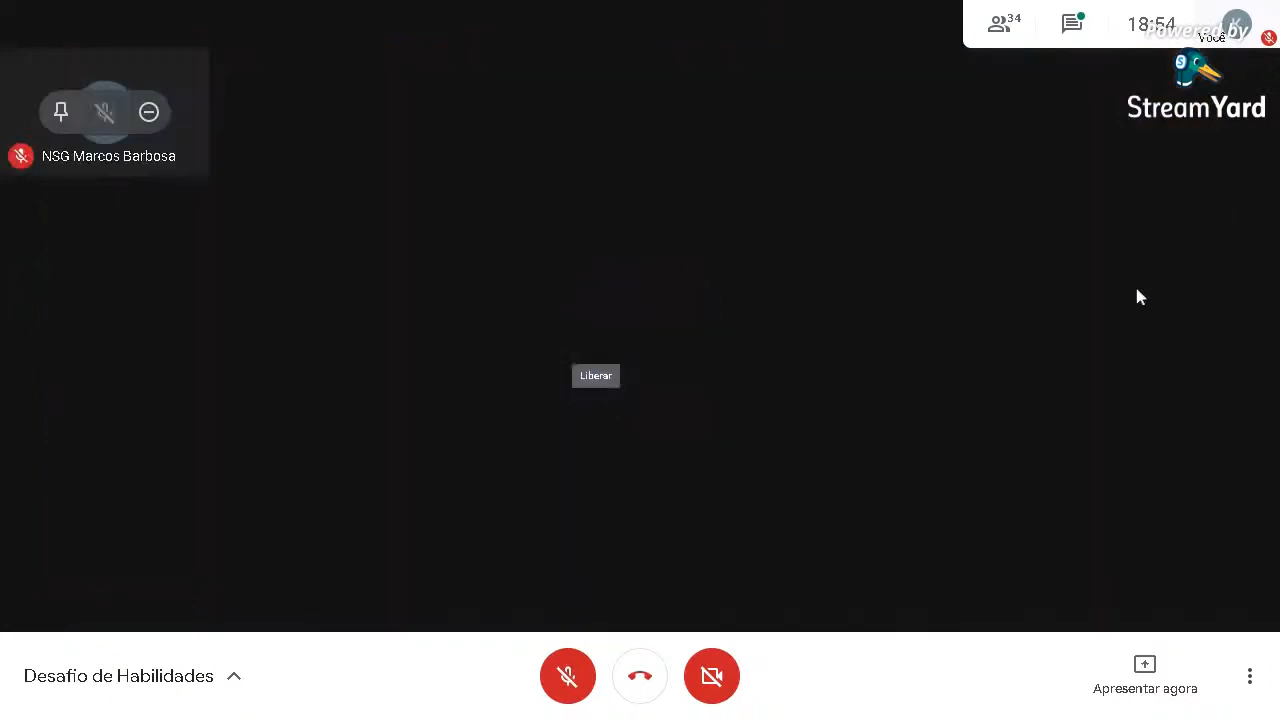 34
18:54
Powered by
Você
K
StreamYard
NSG Marcos Barbosa
Liberar
Desafio de Habilidades
Apresentar agora